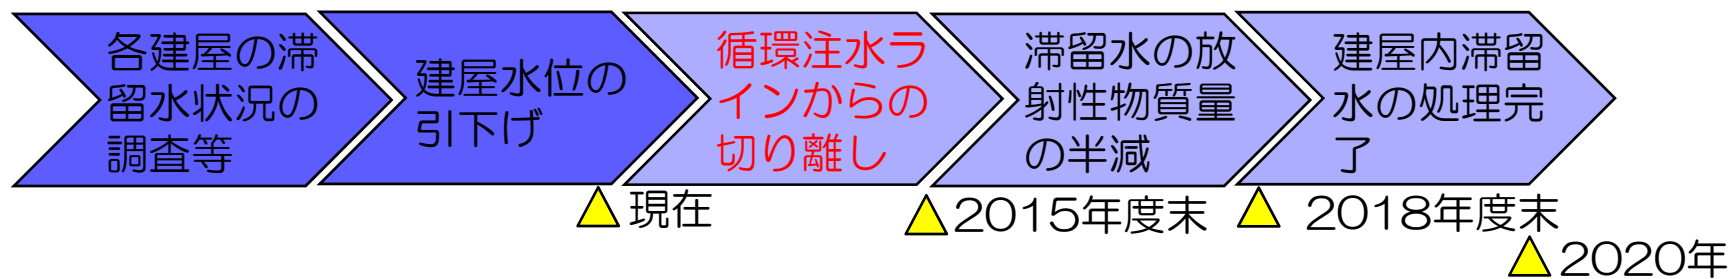 各建屋の滞
留水状況の
調査等
建屋水位の
引下げ
循環注水ラ
インからの
切り離し
滞留水の放
射性物質量
の半減
建屋内滞留
水の処理完
了
現在
2015年度末
2018年度末
2020年